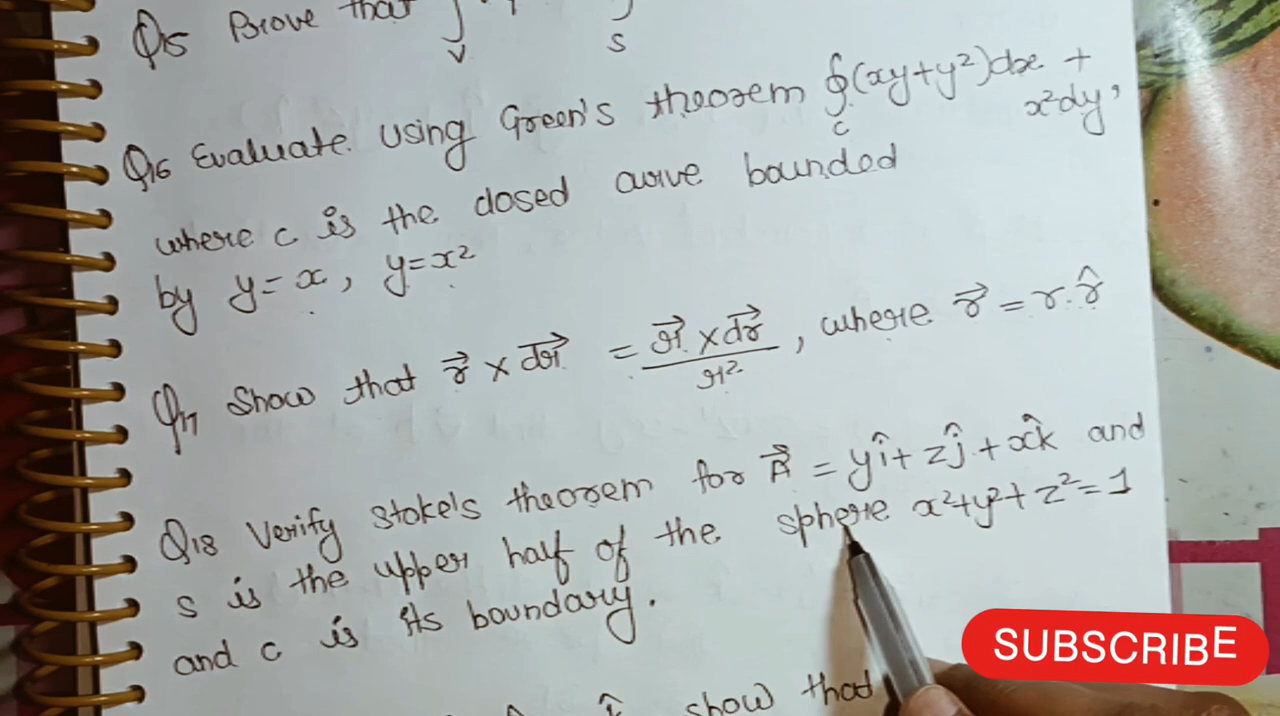 Q15 Prove that ∫
V S
Q16 Evaluate using Green's theorem ∮(xy+y²)dx +
C x²dy,
where c is the closed curve bounded
by y=x, y=x²
Q17 Show that r⃗ × dr⃗ = r⃗ × dr⃗ / r², where r⃗ = r.r̂
Q18 Verify stoke's theorem for A⃗ = yî + zĵ + xk̂ and
s is the upper half of the sphere x²+y²+z²=1
and c is its boundary.
show that
SUBSCRIBE